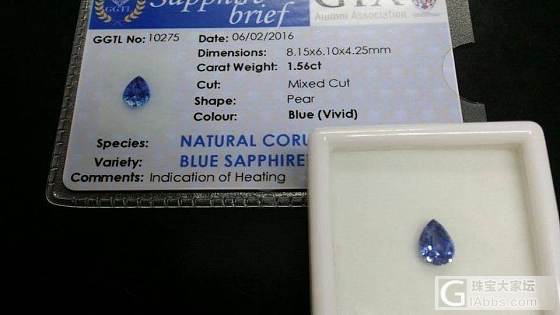 Sapphire
brief
GIA
Alumni Association
GGTL
GGTL No: 10275 Date: 06/02/2016
Dimensions: 8.15x6.10x4.25mm
Carat Weight: 1.56ct
Cut: Mixed Cut
Shape: Pear
Colour: Blue (Vivid)
Species: NATURAL CORU
Variety: BLUE SAPPHIRE
Comments: Indication of Heating
G 珠宝大家坛
GIAbbs.com